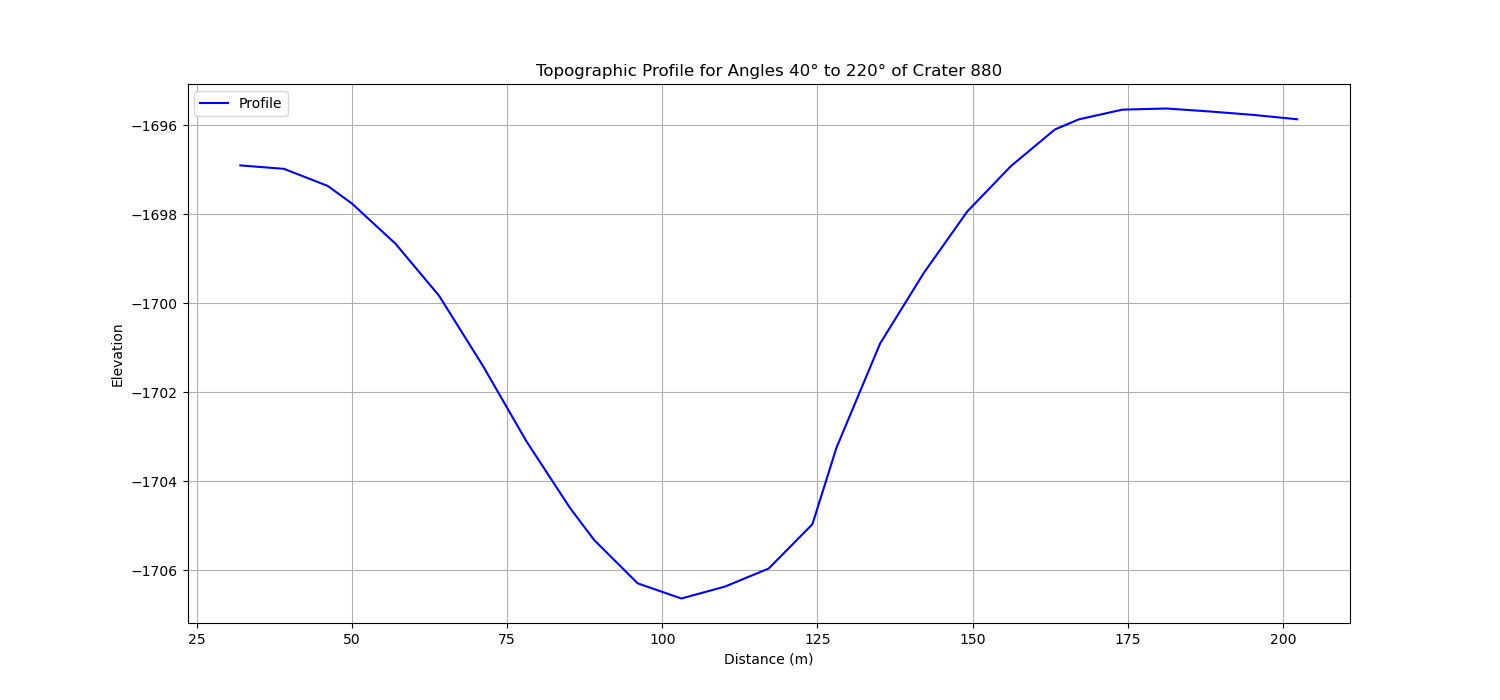 Topographic Profile for Angles 40° to 220° of Crater 880
Profile
−1696
−1698
−1700
−1702
−1704
−1706
Elevation
25 50 75 100 125 150 175 200
Distance (m)